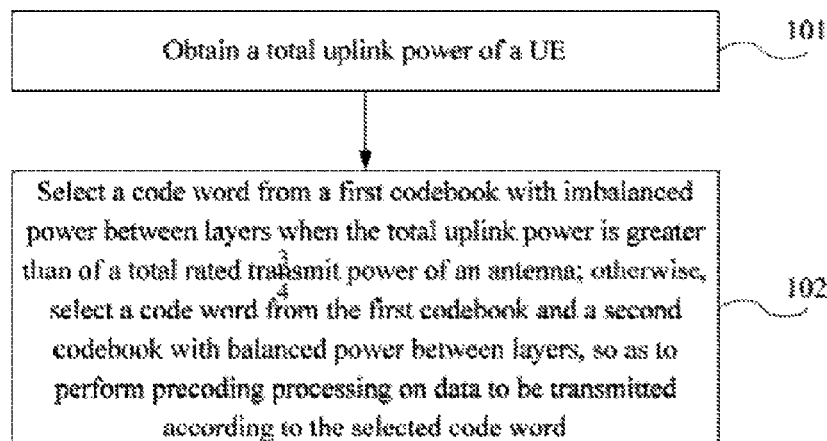 101
Obtain a total uplink power of a UE
Select a code word from a first codebook with imbalanced
power between layers when the total uplink power is greater
than 3/4 of a total rated transmit power of an antenna; otherwise,
select a code word from the first codebook and a second
codebook with balanced power between layers, so as to
perform precoding processing on data to be transmitted
according to the selected code word
102